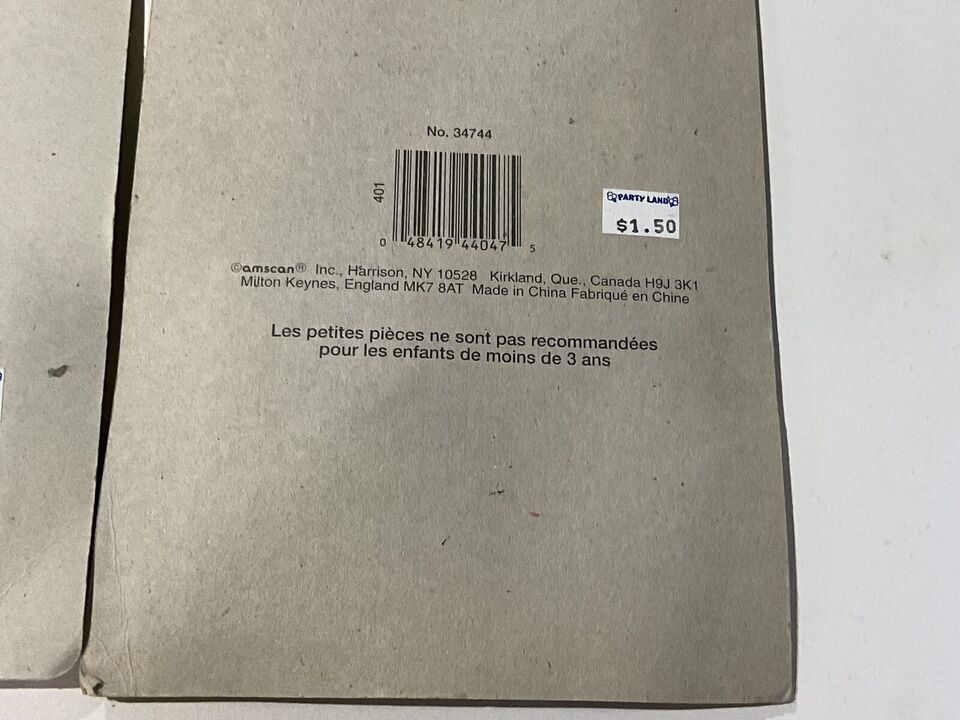 No. 34744
401
0 48419 44047 5
PARTY LAND
$1.50
©amscan® Inc., Harrison, NY 10528 Kirkland, Que., Canada H9J 3K1
Milton Keynes, England MK7 8AT Made in China Fabriqué en Chine
Les petites pièces ne sont pas recommandées
pour les enfants de moins de 3 ans